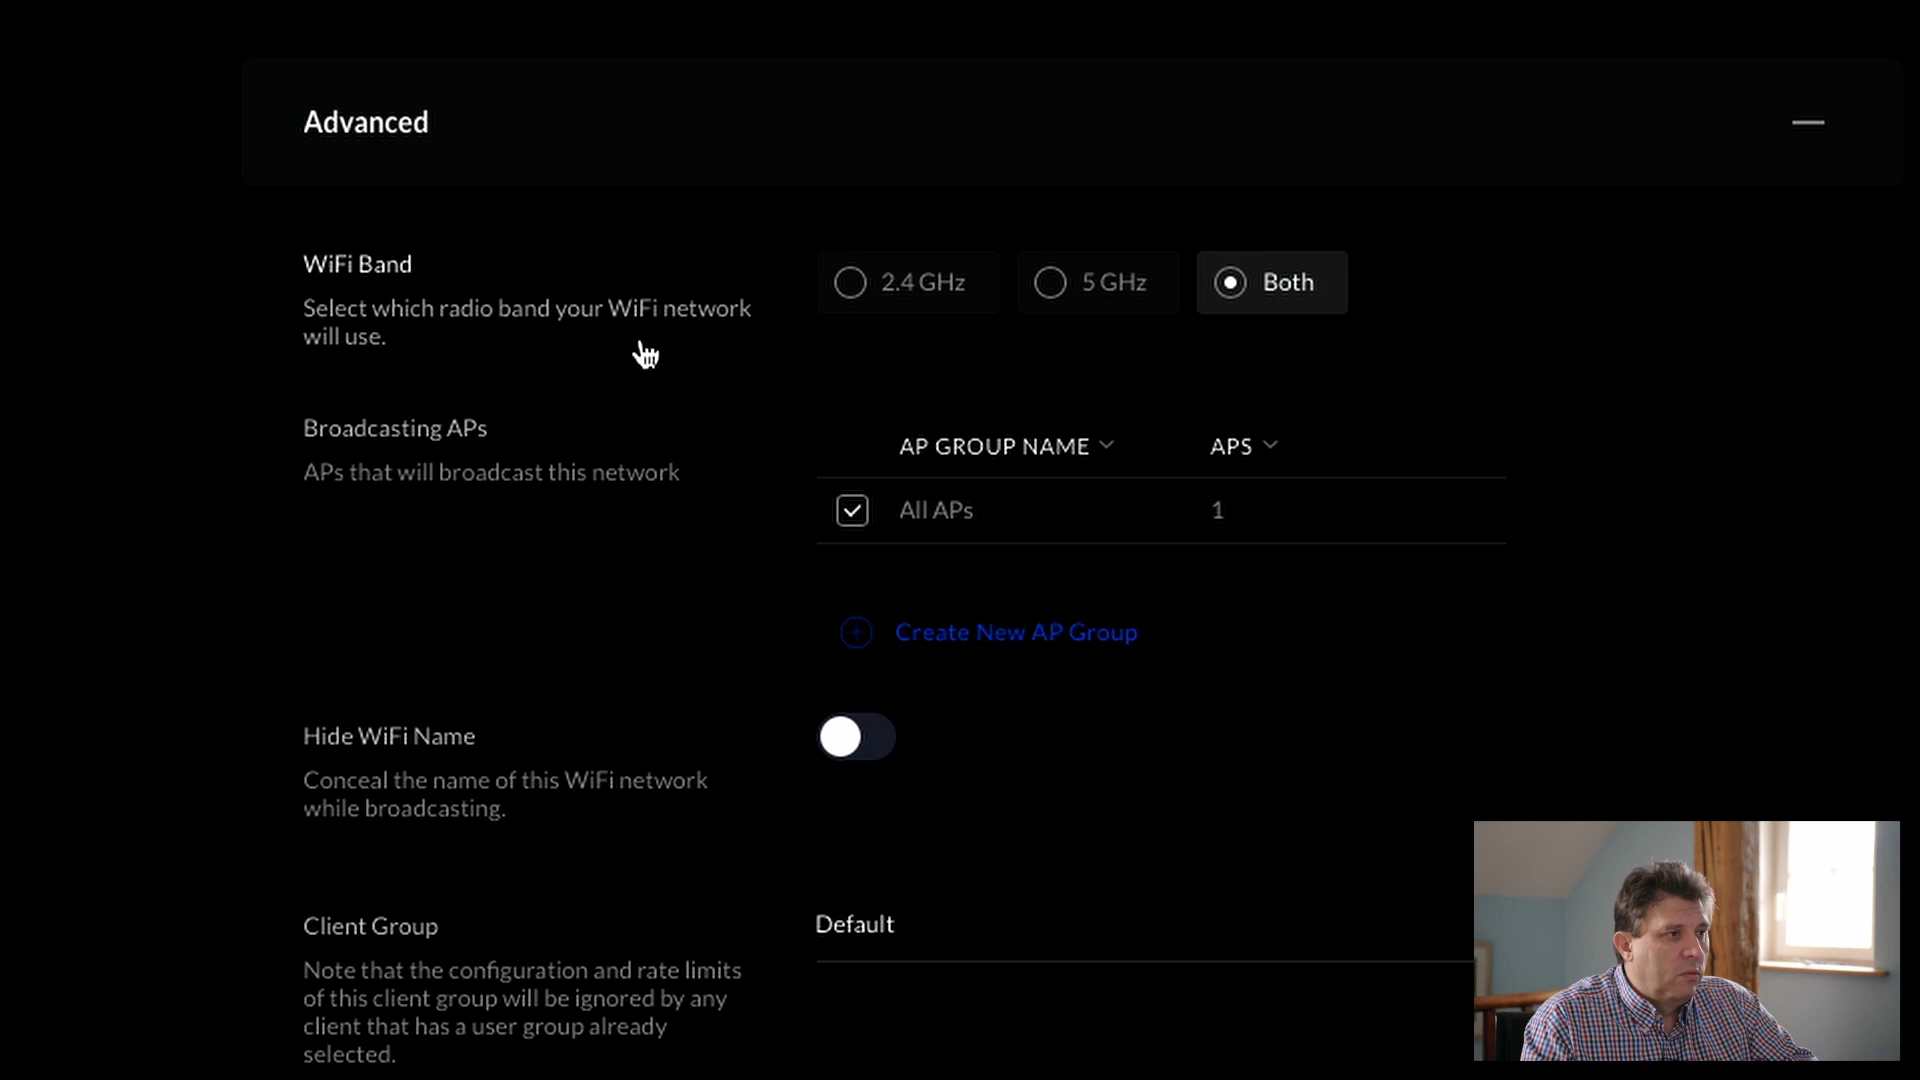 Advanced
WiFi Band
Select which radio band your WiFi network
will use.
2.4 GHz
5 GHz
Both
Broadcasting APs
APs that will broadcast this network
AP GROUP NAME
APS
All APs
1
Create New AP Group
Hide WiFi Name
Conceal the name of this WiFi network
while broadcasting.
Client Group
Default
Note that the configuration and rate limits
of this client group will be ignored by any
client that has a user group already
selected.